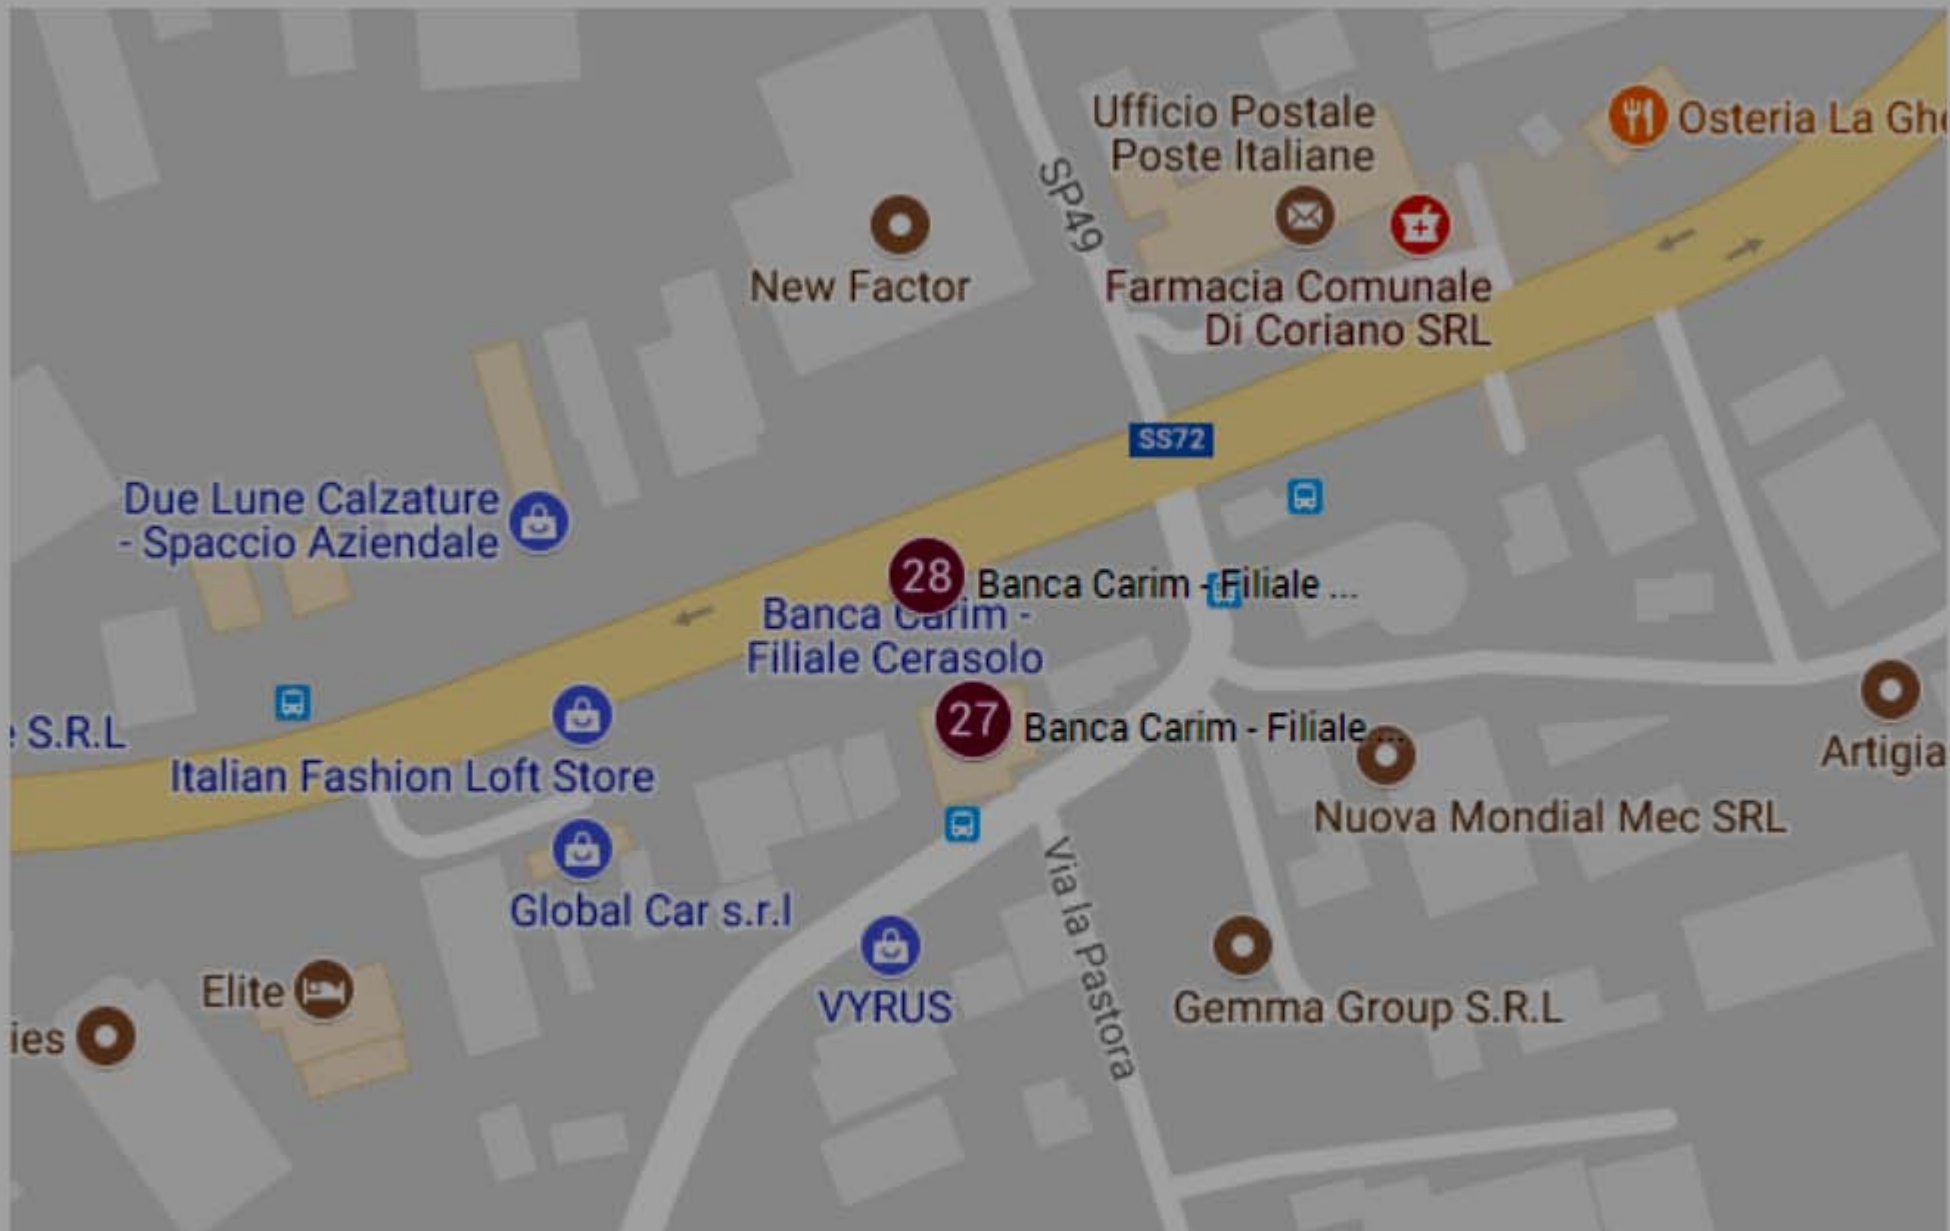 Ufficio Postale
Poste Italiane
Osteria La Gh
SP49
New Factor
Farmacia Comunale
Di Coriano SRL
SS72
Due Lune Calzature
- Spaccio Aziendale
28
Banca Carim - Filiale ...
Banca Carim -
Filiale Cerasolo
27
Banca Carim - Filiale ...
S.R.L
Italian Fashion Loft Store
Artigia
Nuova Mondial Mec SRL
Via la Pastora
Global Car s.r.l
Elite
VYRUS
Gemma Group S.R.L
ies